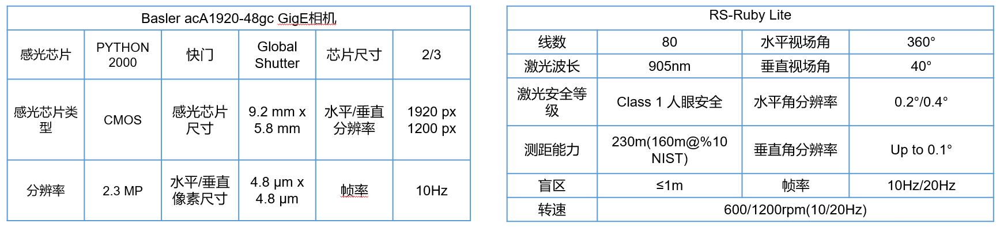 Basler acA1920-48gc GigE相机
感光芯片
PYTHON
2000
快门
Global
Shutter
芯片尺寸
2/3
感光芯片类
型
CMOS
感光芯片
尺寸
9.2 mm x
5.8 mm
水平/垂直
分辨率
1920 px
1200 px
分辨率
2.3 MP
水平/垂直
像素尺寸
4.8 µm x
4.8 µm
帧率
10Hz
RS-Ruby Lite
线数
80
水平视场角
360°
激光波长
905nm
垂直视场角
40°
激光安全等
级
Class 1 人眼安全
水平角分辨率
0.2°/0.4°
测距能力
230m(160m@%10
NIST)
垂直角分辨率
Up to 0.1°
盲区
≤1m
帧率
10Hz/20Hz
转速
600/1200rpm(10/20Hz)